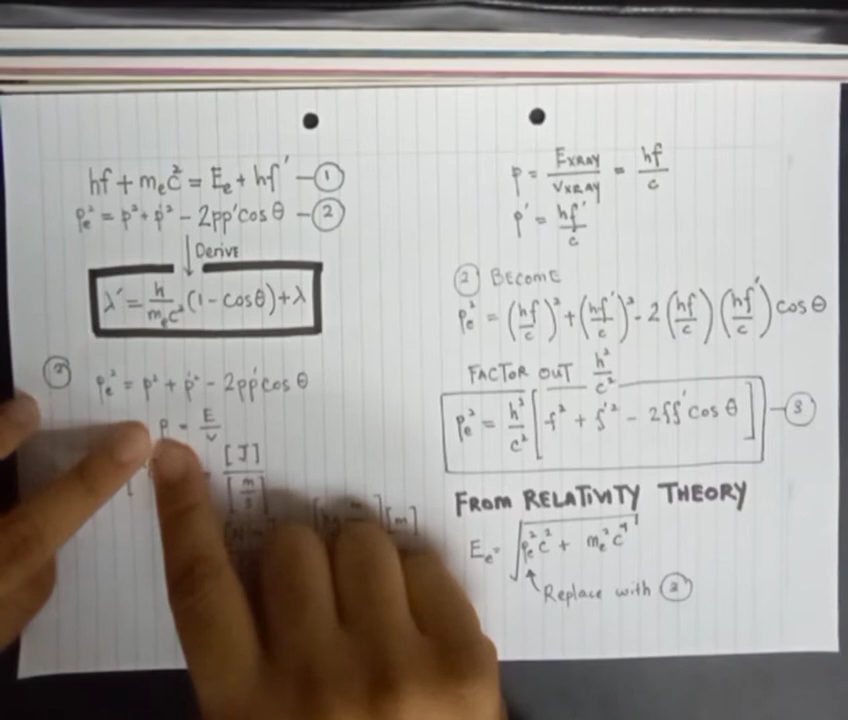 hf + mₑc² = Eₑ + hf' — ①
pₑ² = p² + p'² - 2pp'cos θ — ②
↓ Derive
λ' = h/mₑc² (1 - cosθ) + λ
② pₑ² = p² + p'² - 2pp'cos θ
p = E/v
= [J]/[m/s]
[m]
p = EXRAY/VXRAY = hf/c
p' = hf'/c
② BECOME
pₑ² = (hf/c)² + (hf'/c)² - 2(hf/c)(hf'/c) cos θ
FACTOR OUT h²/c²
pₑ² = h²/c² [f² + f'² - 2ff'cos θ] — ③
FROM RELATIVITY THEORY
Eₑ = √(pₑ²c² + mₑ²c⁴)
↑ Replace with ③